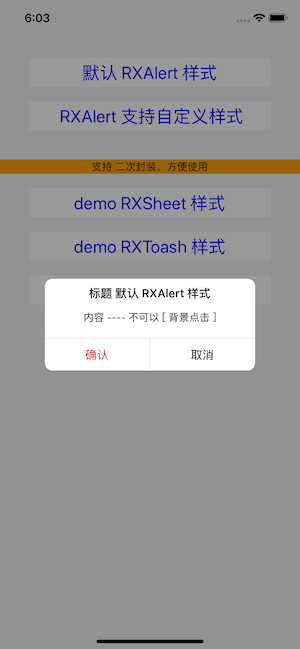 6:03
默认 RXAlert 样式
RXAlert 支持自定义样式
支持 二次封装，方便使用
demo RXSheet 样式
demo RXToash 样式
标题 默认 RXAlert 样式
内容 ---- 不可以 [ 背景点击 ]
确认
取消